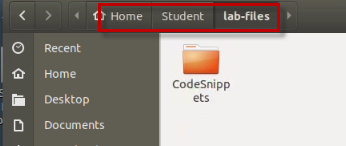 Home Student lab-files
Recent
Home
Desktop
Documents
CodeSnipp
ets